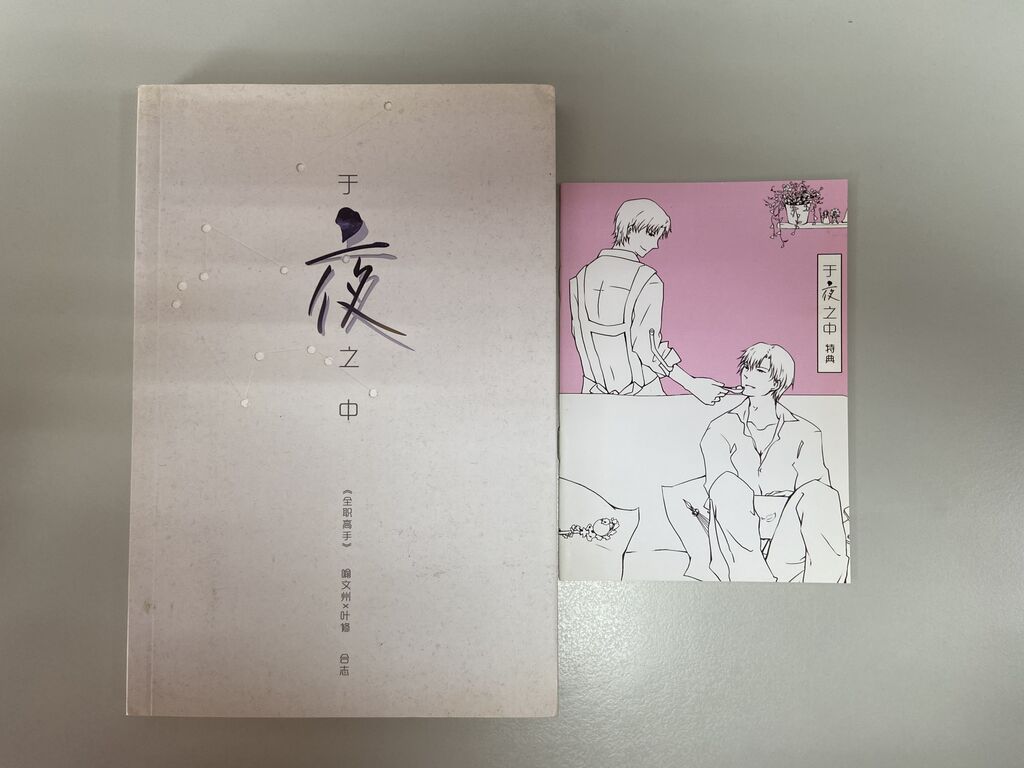 于夜之中
《全职高手》 喻文州×叶修 合志
于夜之中 特典